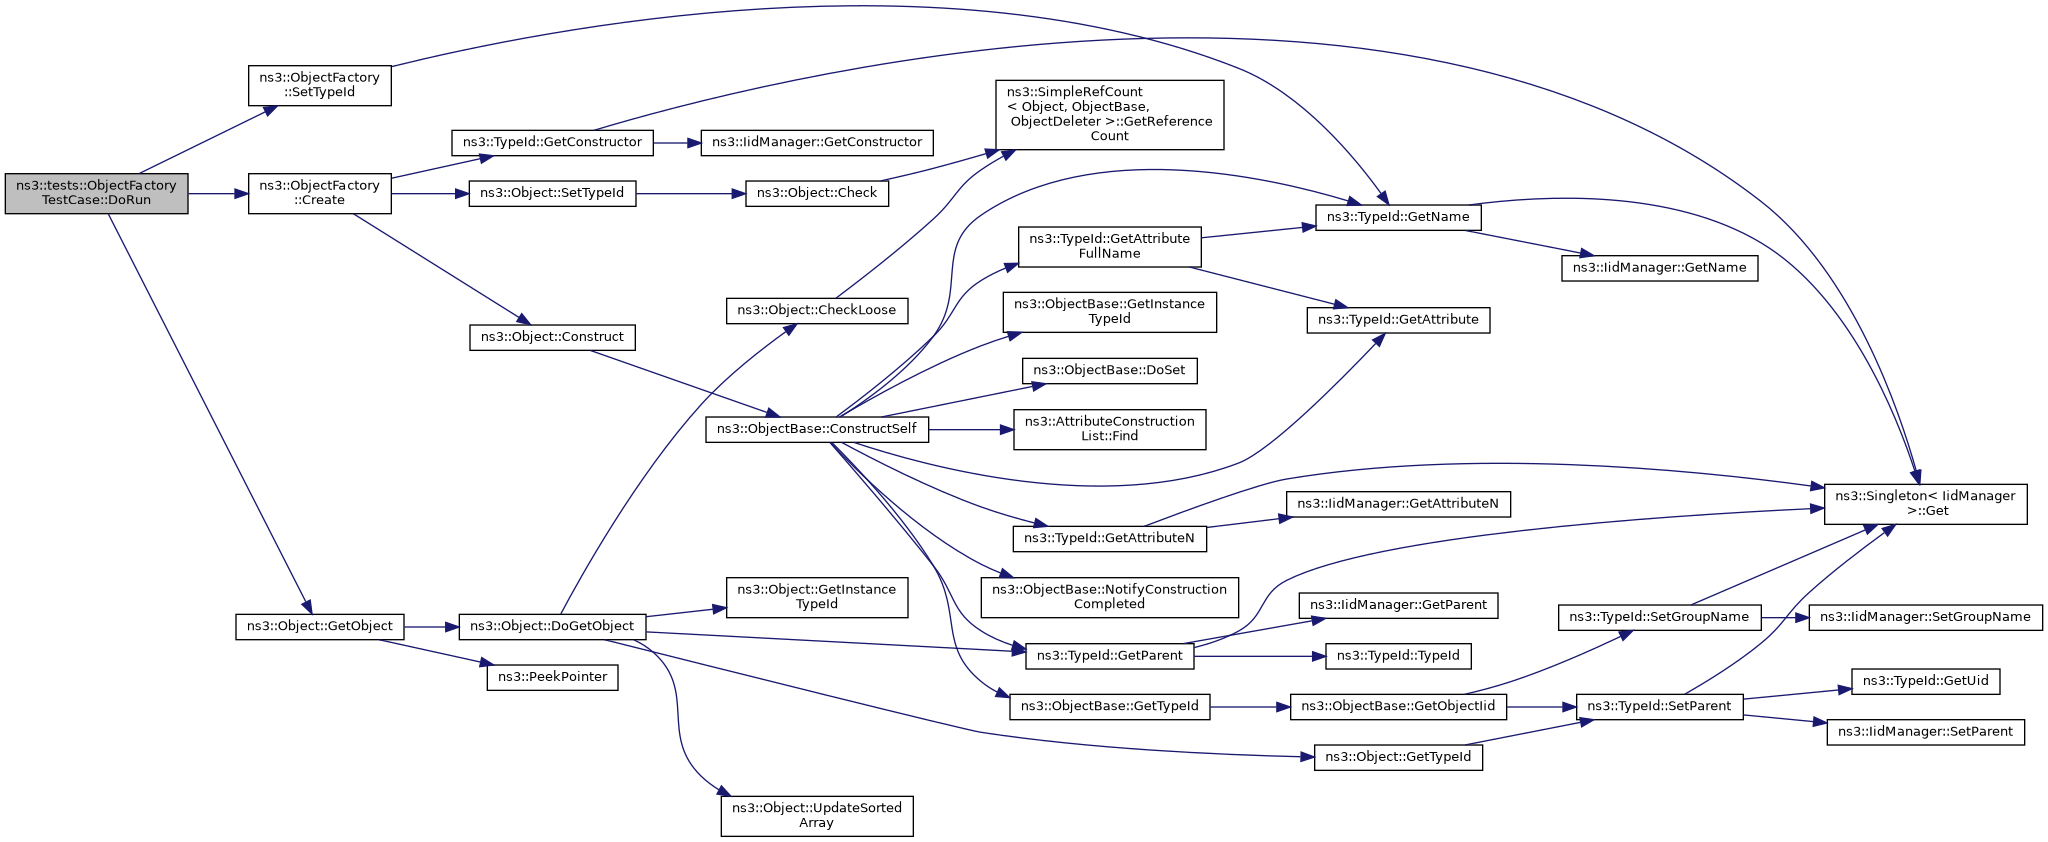 ns3::tests::ObjectFactory
TestCase::DoRun
ns3::ObjectFactory
::SetTypeId
ns3::ObjectFactory
::Create
ns3::Object::GetObject
ns3::TypeId::GetConstructor
ns3::Object::SetTypeId
ns3::Object::Construct
ns3::Object::DoGetObject
ns3::PeekPointer
ns3::IidManager::GetConstructor
ns3::Object::Check
ns3::Object::CheckLoose
ns3::ObjectBase::ConstructSelf
ns3::Object::GetInstance
TypeId
ns3::Object::UpdateSorted
Array
ns3::SimpleRefCount
< Object, ObjectBase,
ObjectDeleter >::GetReference
Count
ns3::TypeId::GetAttribute
FullName
ns3::ObjectBase::GetInstance
TypeId
ns3::ObjectBase::DoSet
ns3::AttributeConstruction
List::Find
ns3::TypeId::GetAttributeN
ns3::ObjectBase::NotifyConstruction
Completed
ns3::TypeId::GetParent
ns3::ObjectBase::GetTypeId
ns3::TypeId::GetName
ns3::TypeId::GetAttribute
ns3::IidManager::GetAttributeN
ns3::IidManager::GetParent
ns3::TypeId::TypeId
ns3::ObjectBase::GetObjectIid
ns3::Object::GetTypeId
ns3::IidManager::GetName
ns3::TypeId::SetGroupName
ns3::TypeId::SetParent
ns3::Singleton< IidManager
>::Get
ns3::IidManager::SetGroupName
ns3::TypeId::GetUid
ns3::IidManager::SetParent